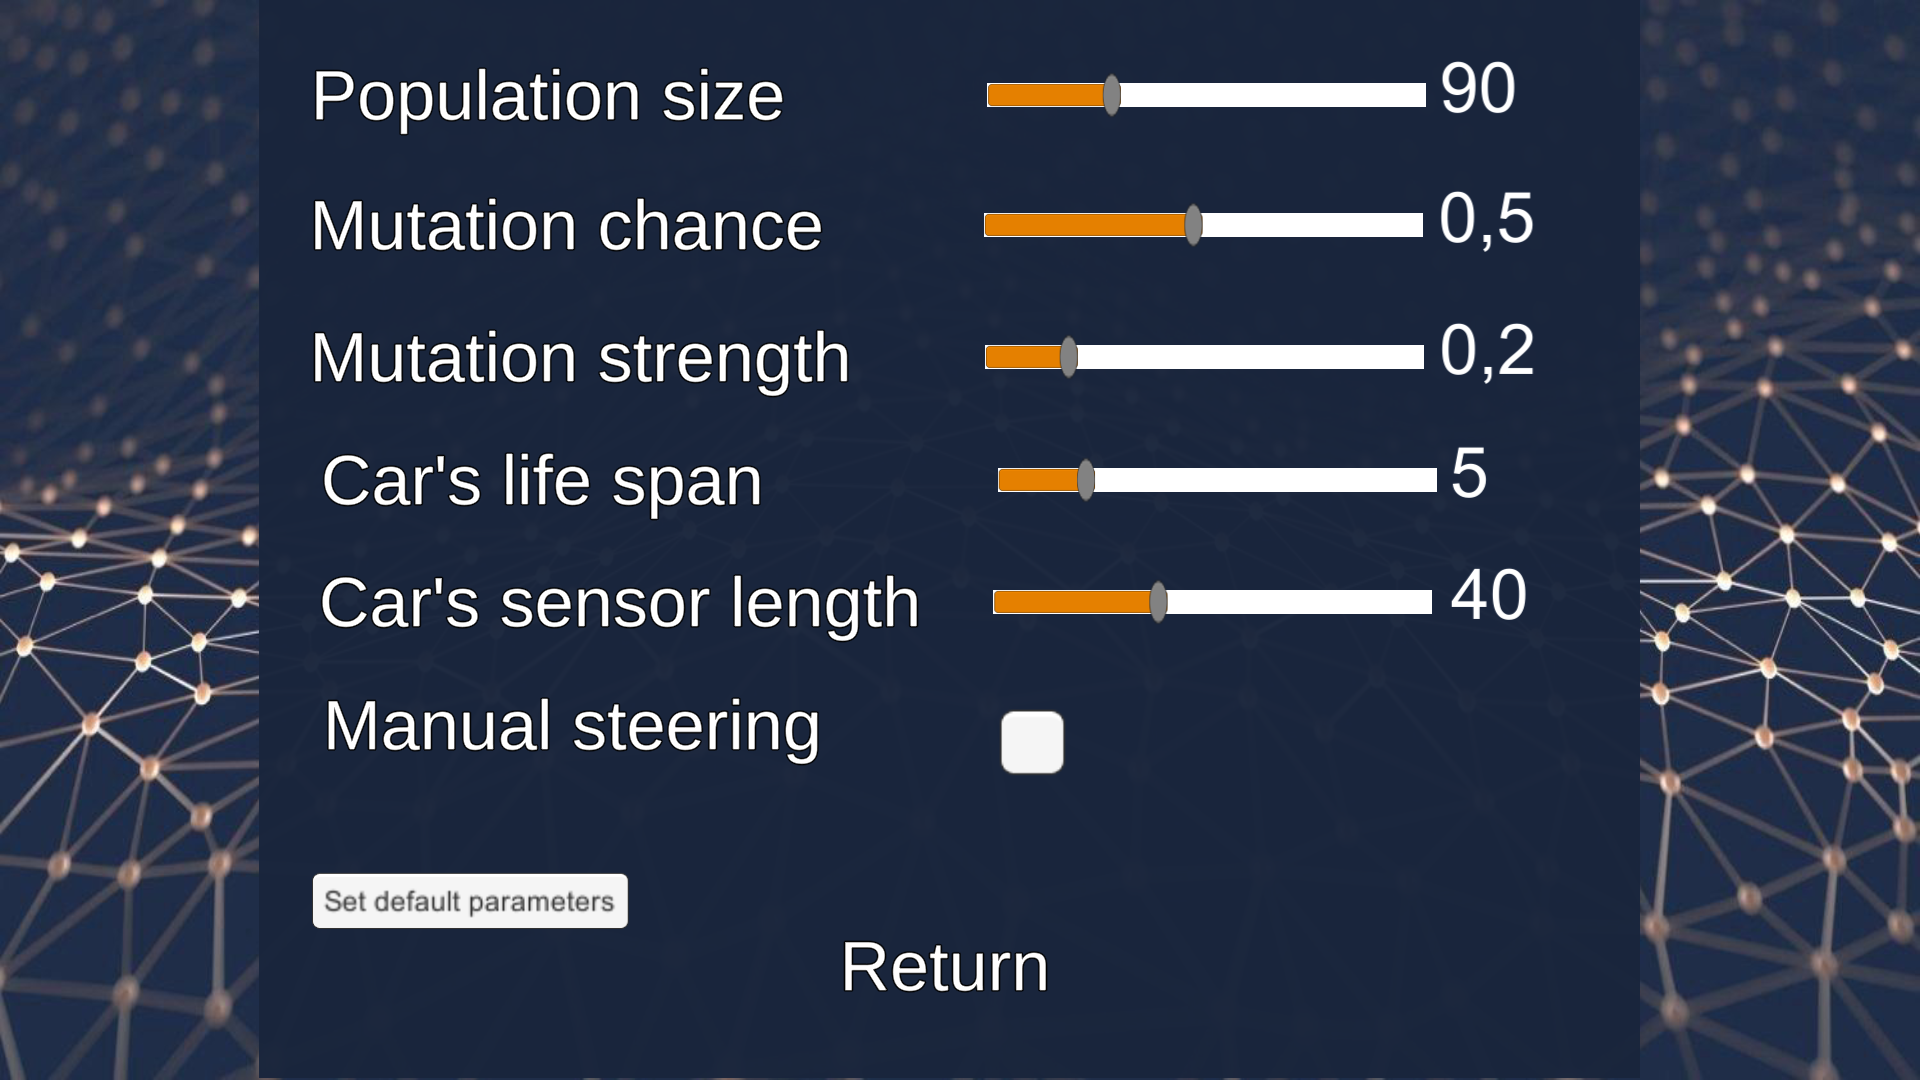 Population size 90
Mutation chance 0,5
Mutation strength 0,2
Car's life span 5
Car's sensor length 40
Manual steering
Set default parameters
Return